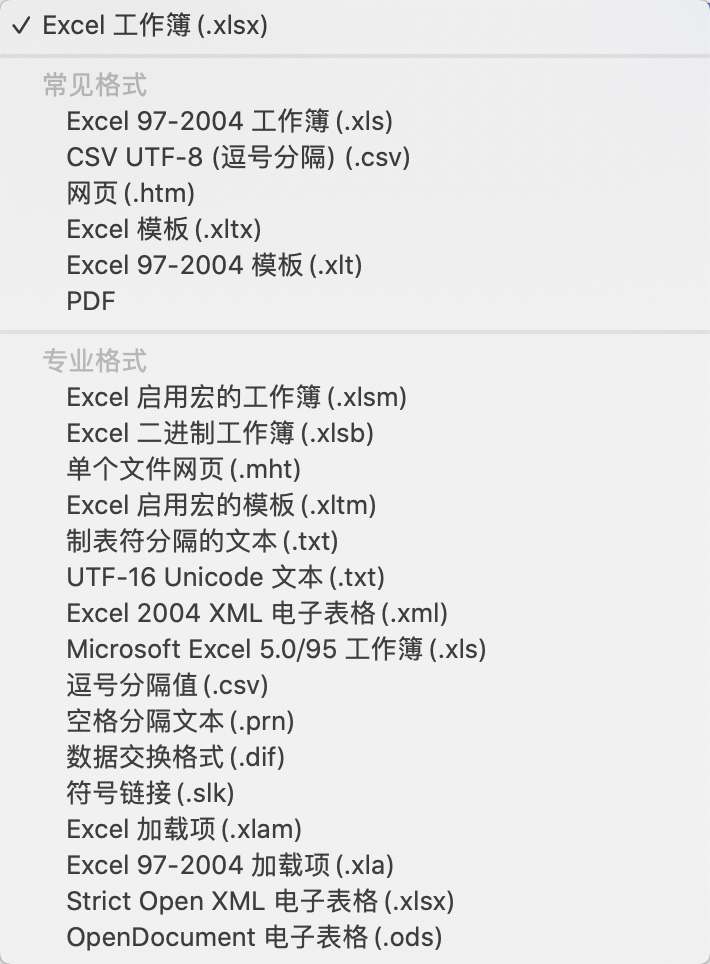 ✓ Excel 工作簿 (.xlsx)
常见格式
Excel 97-2004 工作簿 (.xls)
CSV UTF-8 (逗号分隔) (.csv)
网页 (.htm)
Excel 模板 (.xltx)
Excel 97-2004 模板 (.xlt)
PDF
专业格式
Excel 启用宏的工作簿 (.xlsm)
Excel 二进制工作簿 (.xlsb)
单个文件网页 (.mht)
Excel 启用宏的模板 (.xltm)
制表符分隔的文本 (.txt)
UTF-16 Unicode 文本 (.txt)
Excel 2004 XML 电子表格 (.xml)
Microsoft Excel 5.0/95 工作簿 (.xls)
逗号分隔值 (.csv)
空格分隔文本 (.prn)
数据交换格式 (.dif)
符号链接 (.slk)
Excel 加载项 (.xlam)
Excel 97-2004 加载项 (.xla)
Strict Open XML 电子表格 (.xlsx)
OpenDocument 电子表格 (.ods)